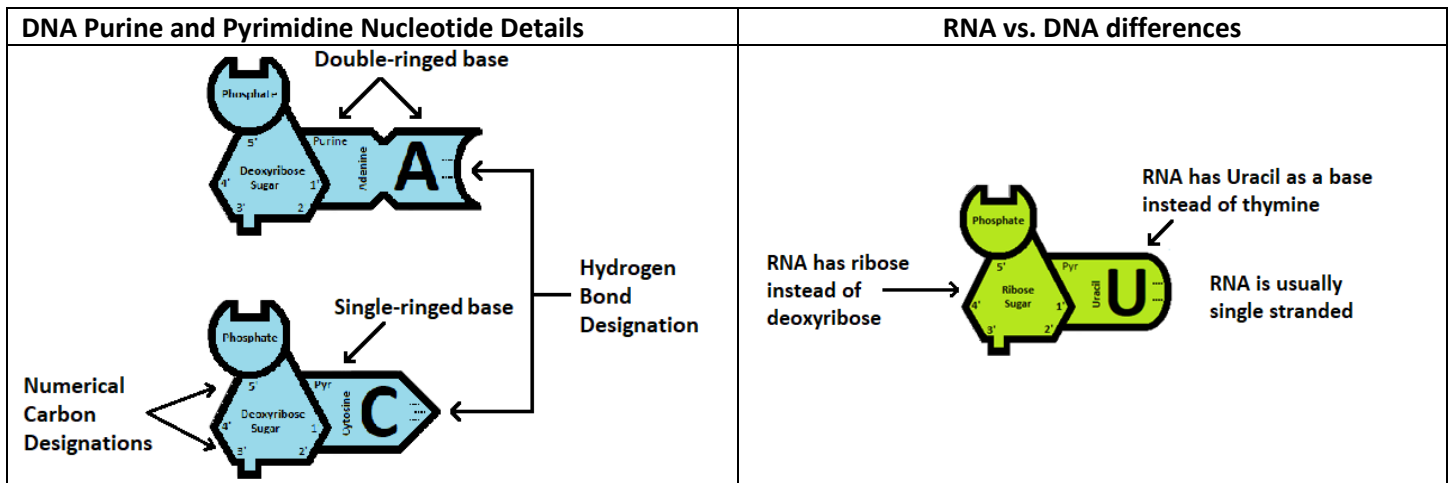 DNA Purine and Pyrimidine Nucleotide Details
RNA vs. DNA differences
Double-ringed base
Phosphate
5'
Purine
Adenine
A
Deoxyribose
Sugar
4'
1'
3'
2'
Hydrogen
Bond
Designation
Single-ringed base
Phosphate
Numerical
Carbon
Designations
5'
Pyr
Cytosine
C
Deoxyribose
Sugar
4'
1
3'
2'
RNA has Uracil as a base
instead of thymine
Phosphate
RNA has ribose
instead of
deoxyribose
5'
Pyr
Uracil
U
Ribose
Sugar
4'
1'
3'
2'
RNA is usually
single stranded